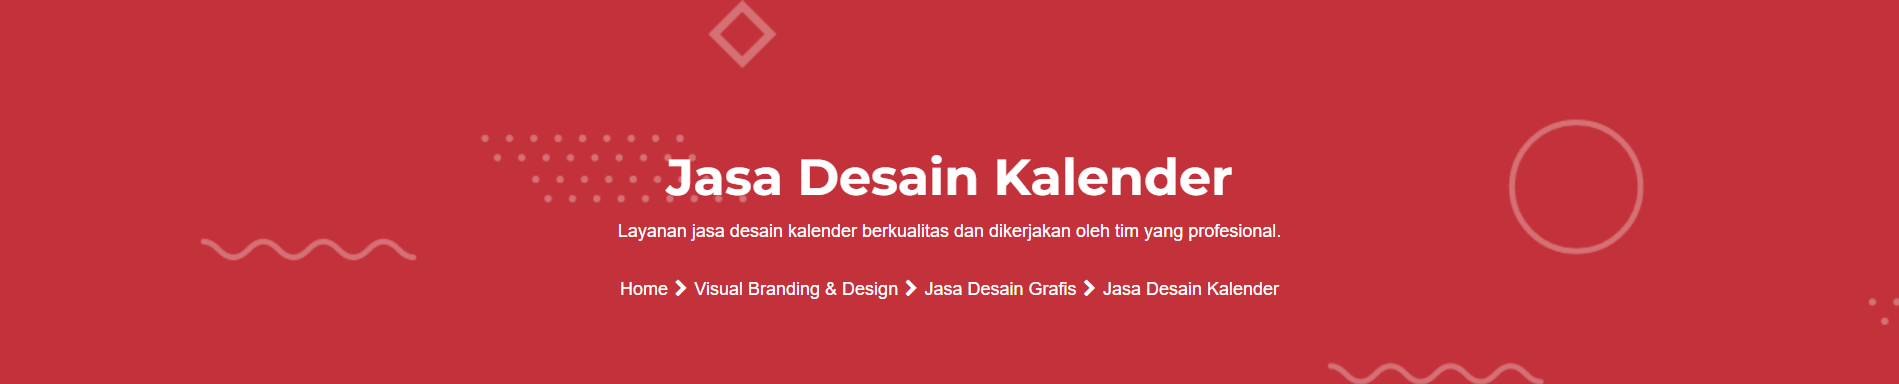 Jasa Desain Kalender
Layanan jasa desain kalender berkualitas dan dikerjakan oleh tim yang profesional.
Home > Visual Branding & Design > Jasa Desain Grafis > Jasa Desain Kalender